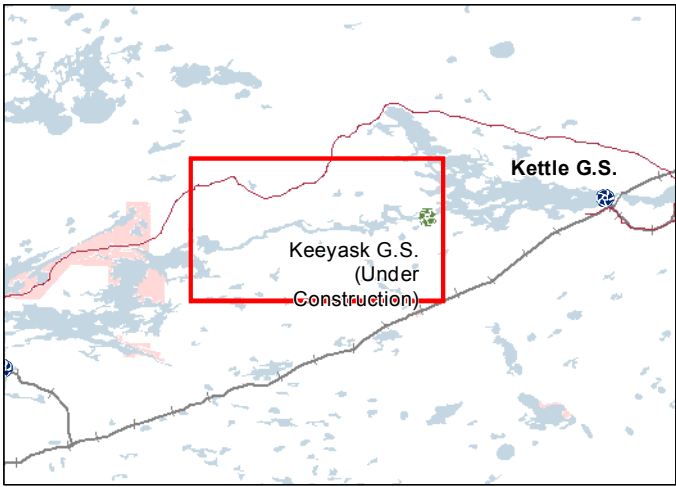 Kettle G.S.
Keeyask G.S.
(Under
Construction)